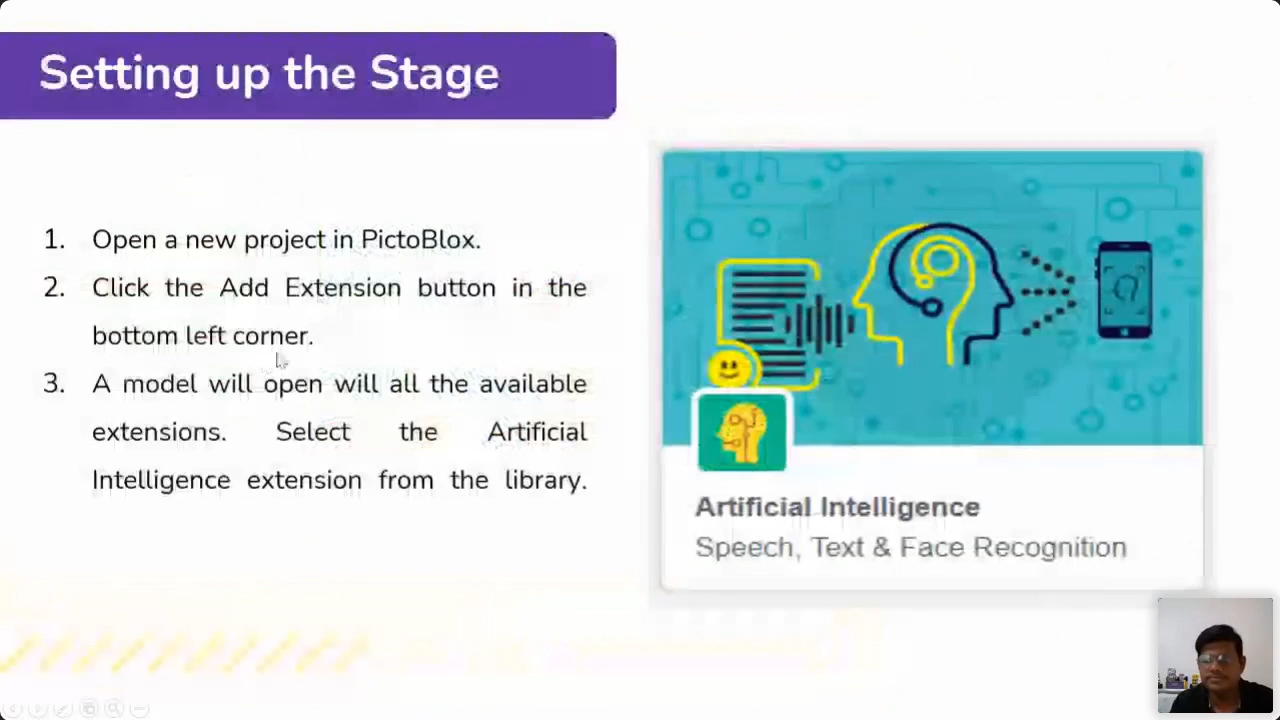 Setting up the Stage
1. Open a new project in PictoBlox.
2. Click the Add Extension button in the
bottom left corner.
3. A model will open will all the available
extensions. Select the Artificial
Intelligence extension from the library.
Artificial Intelligence
Speech, Text & Face Recognition